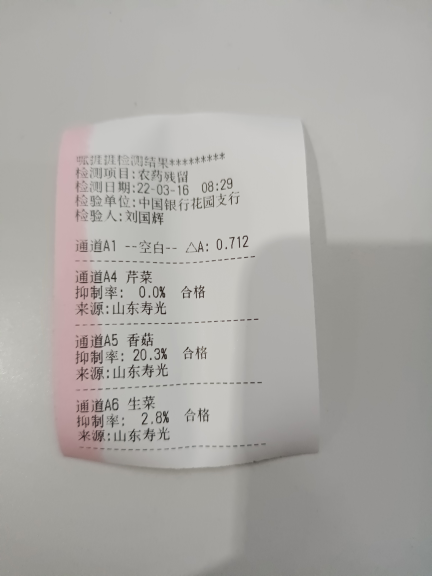 检测结果*********
检测项目:农药残留
检测日期:22-03-16 08:29
检验单位:中国银行花园支行
检验人:刘国辉
通道A1 --空白-- △A: 0.712
通道A4 芹菜
抑制率: 0.0% 合格
来源:山东寿光
通道A5 香菇
抑制率: 20.3% 合格
来源:山东寿光
通道A6 生菜
抑制率: 2.8% 合格
来源:山东寿光